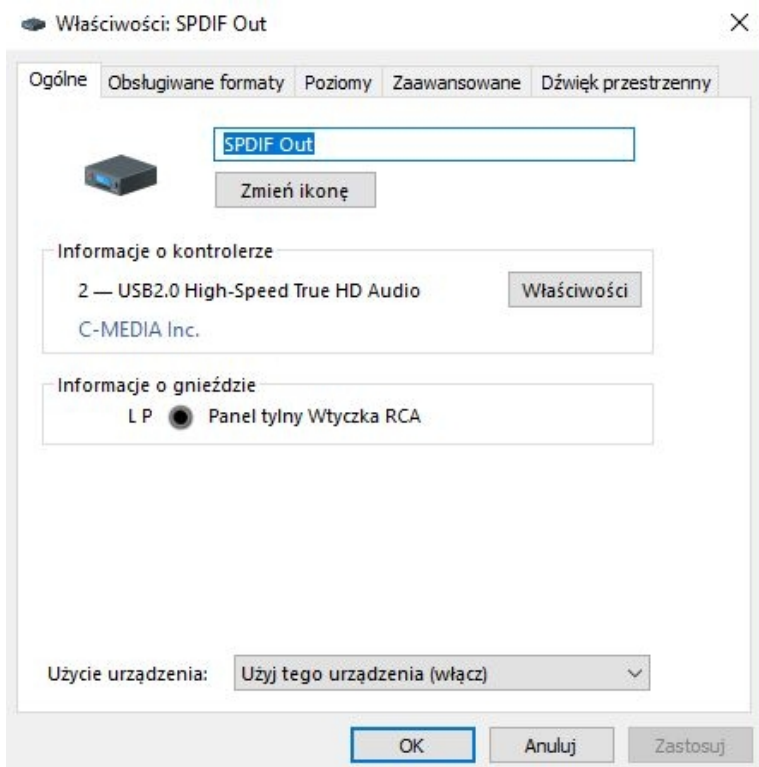 Właściwości: SPDIF Out
Ogólne Obsługiwane formaty Poziomy Zaawansowane Dźwięk przestrzenny
SPDIF Out
Zmień ikonę
Informacje o kontrolerze
2 — USB2.0 High-Speed True HD Audio Właściwości
C-MEDIA Inc.
Informacje o gnieździe
L P Panel tylny Wtyczka RCA
Użycie urządzenia: Użyj tego urządzenia (włącz)
OK Anuluj Zastosuj